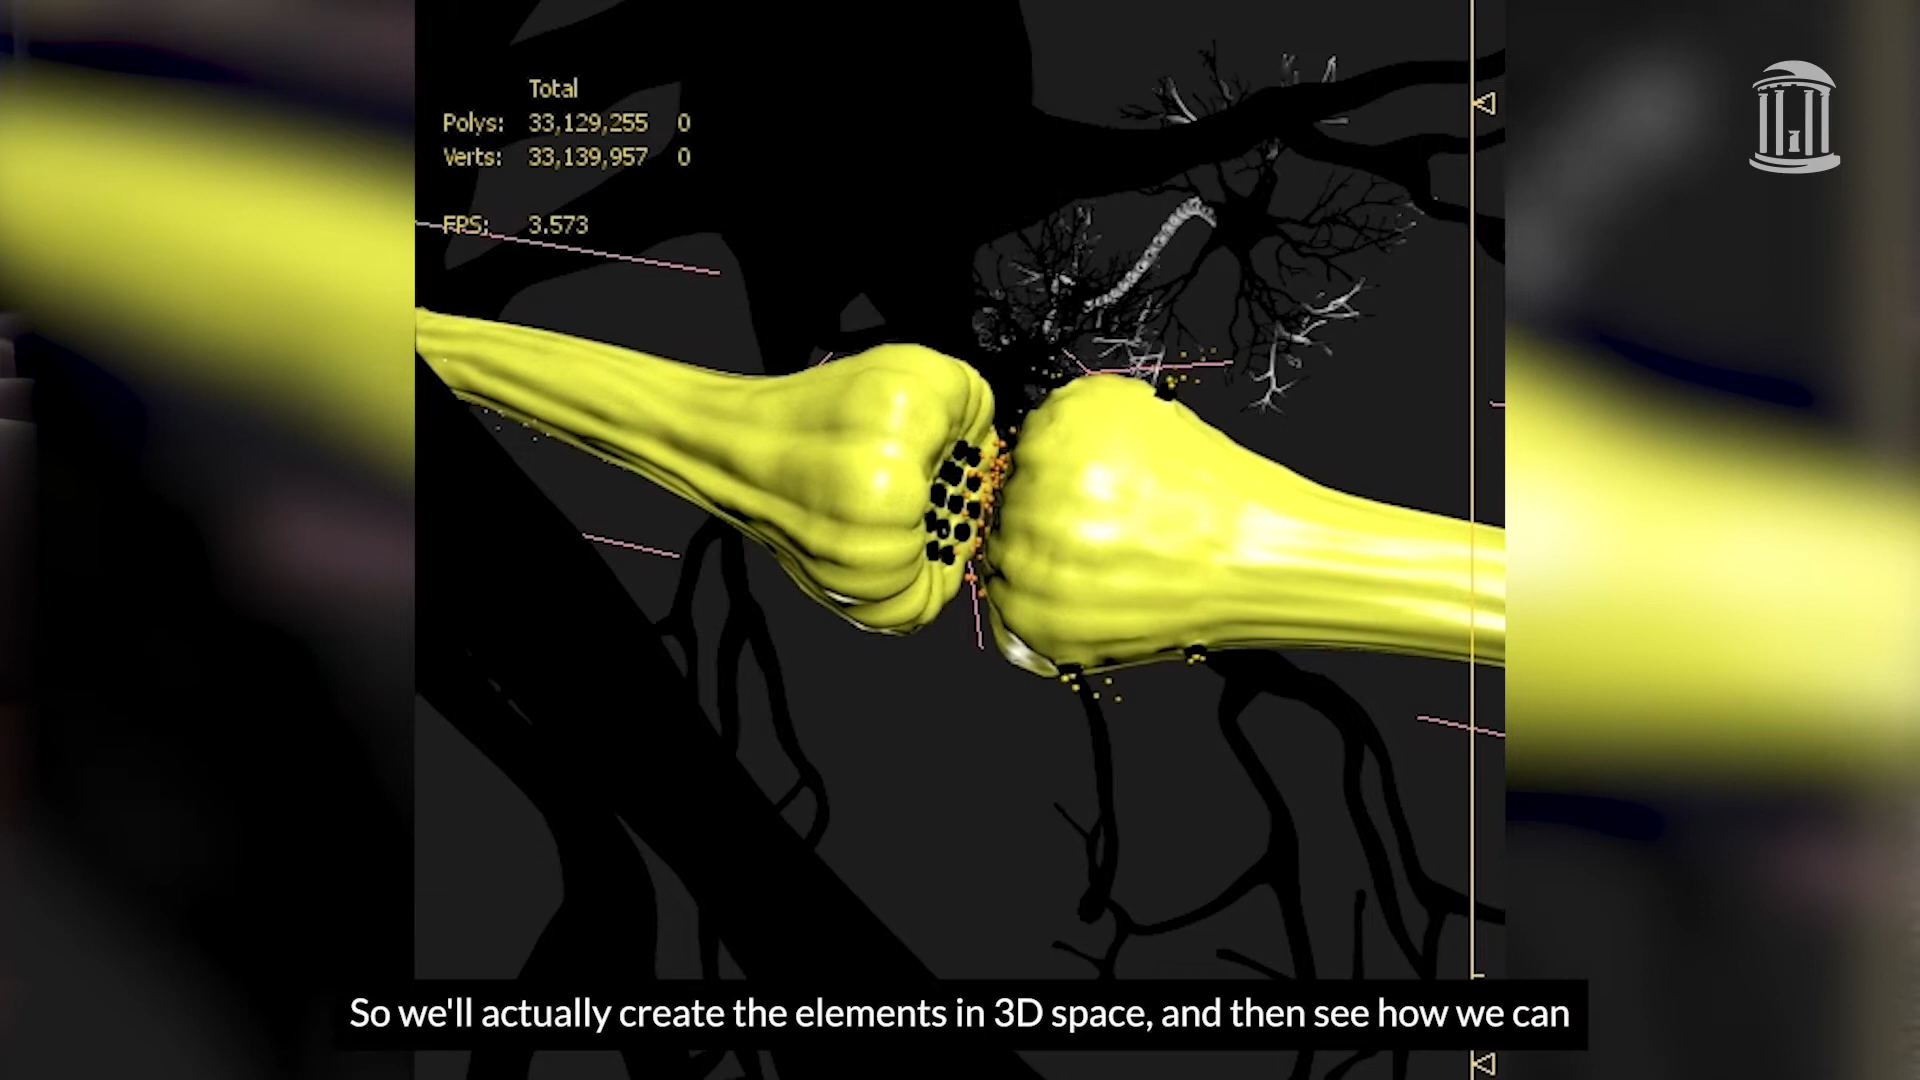 Total
Polys: 33,129,255 0
Verts: 33,139,957 0
FPS: 3.573
So we'll actually create the elements in 3D space, and then see how we can